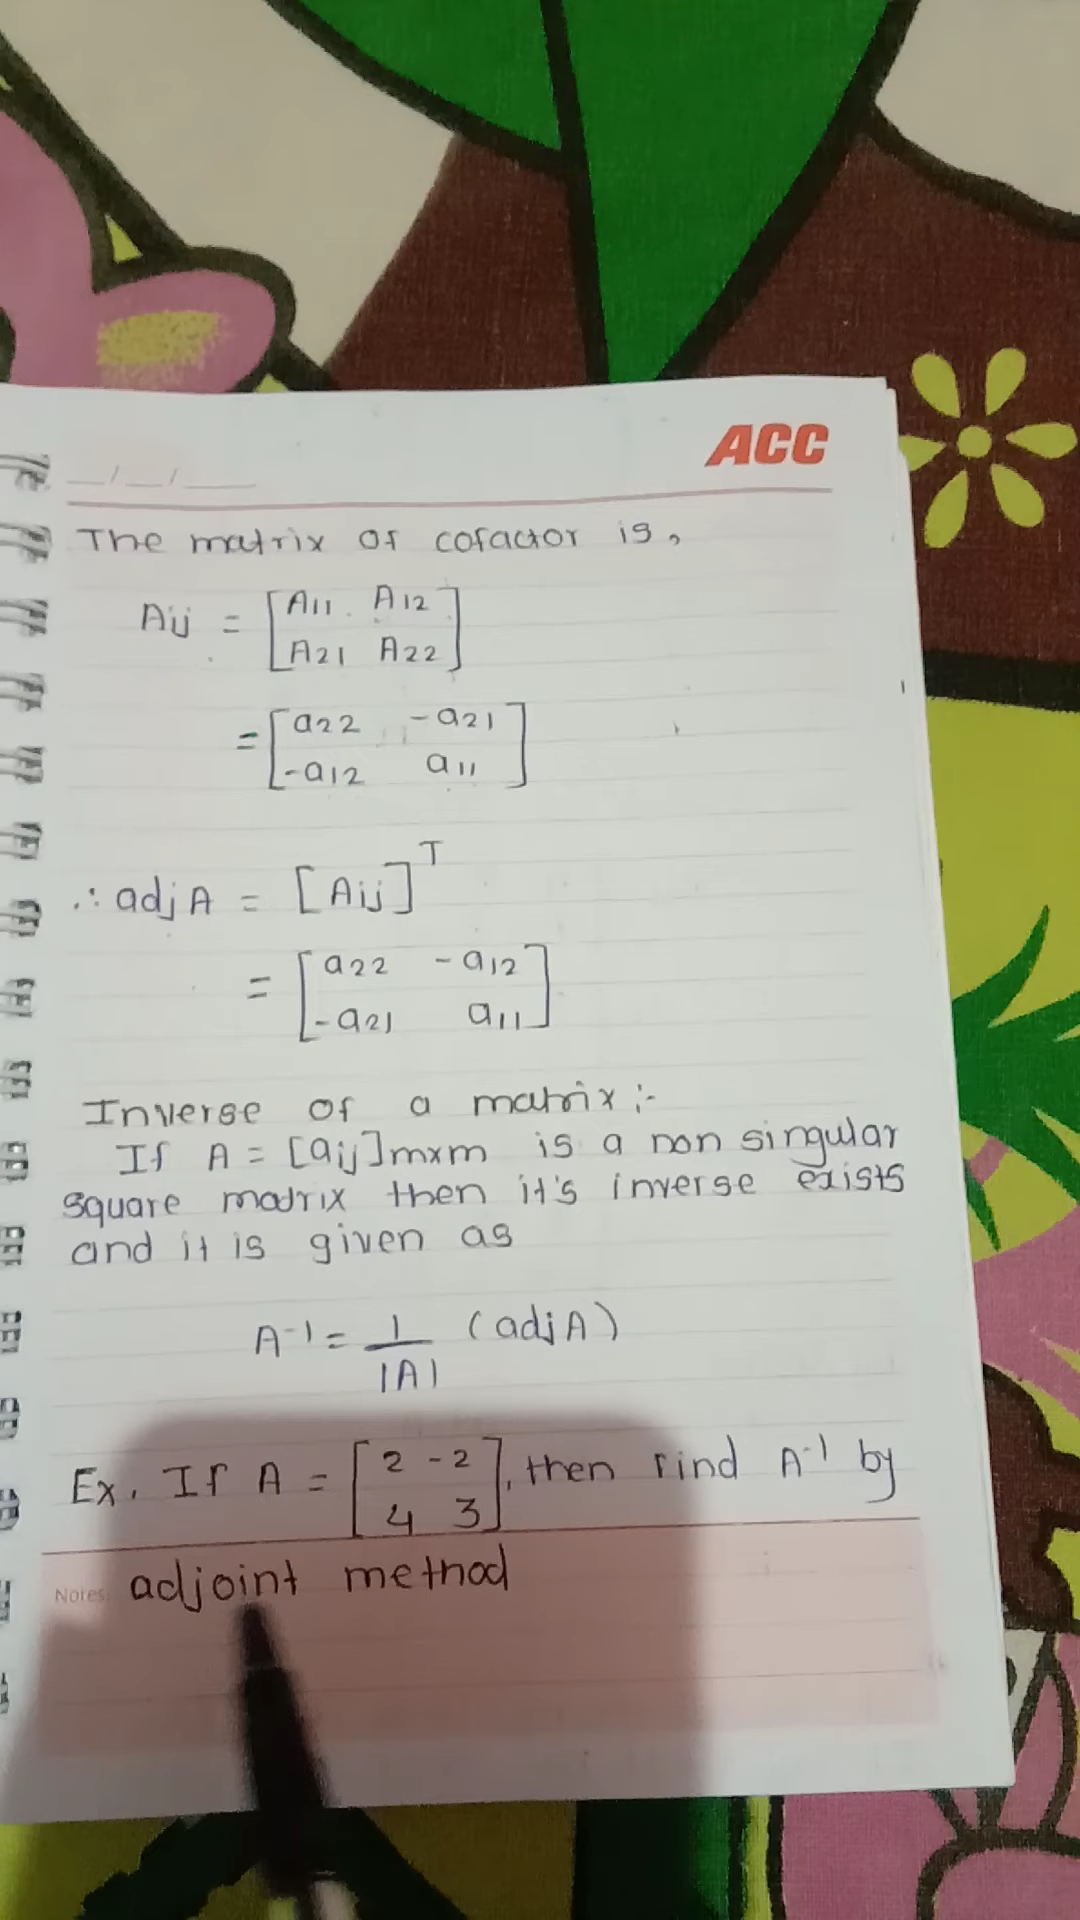 ACC
The matrix of cofactor is,
Aij = [A11 A12
A21 A22]
= [a22 -a21
-a12 a11]
∴ adj A = [Aij]^T
= [a22 -a12
-a21 a11]
Inverse of a matrix :-
If A = [aij]mxm is a non singular
square matrix then it's inverse exists
and it is given as
A^-1 = 1/|A| (adj A)
Ex. If A = [2 -2
4 3], then find A^-1 by
Notes: adjoint method